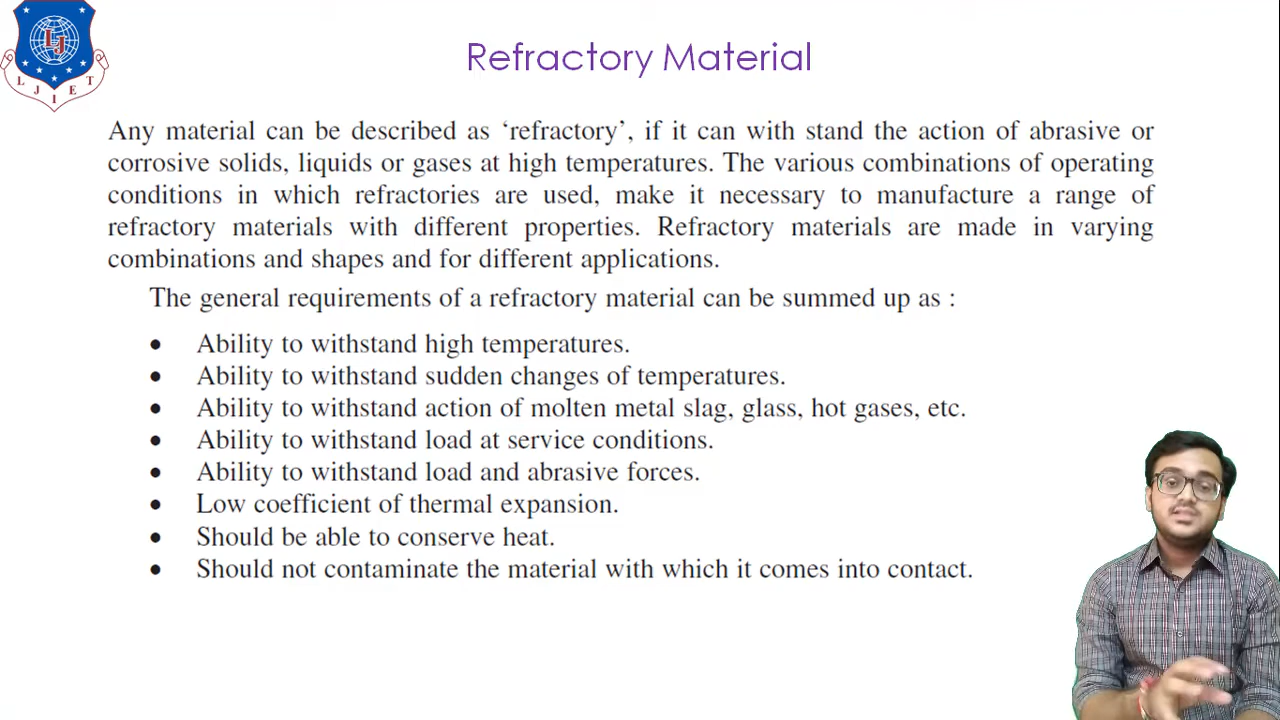 LJ
L J I E T
Refractory Material
Any material can be described as ‘refractory’, if it can with stand the action of abrasive or
corrosive solids, liquids or gases at high temperatures. The various combinations of operating
conditions in which refractories are used, make it necessary to manufacture a range of
refractory materials with different properties. Refractory materials are made in varying
combinations and shapes and for different applications.
The general requirements of a refractory material can be summed up as :
• Ability to withstand high temperatures.
• Ability to withstand sudden changes of temperatures.
• Ability to withstand action of molten metal slag, glass, hot gases, etc.
• Ability to withstand load at service conditions.
• Ability to withstand load and abrasive forces.
• Low coefficient of thermal expansion.
• Should be able to conserve heat.
• Should not contaminate the material with which it comes into contact.